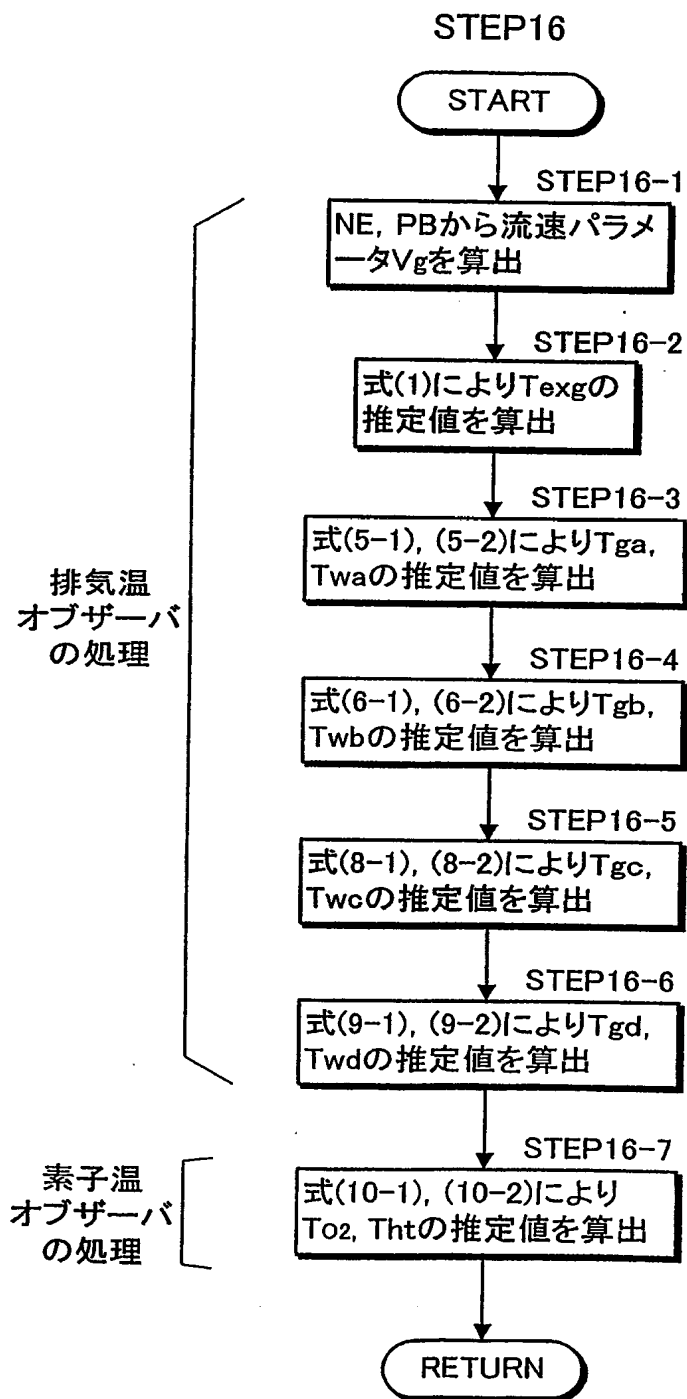 STEP16
START
STEP16-1
NE, PBから流速パラメ
ータVgを算出
STEP16-2
式(1)によりTexgの
推定値を算出
STEP16-3
式(5-1), (5-2)によりTga,
Twaの推定値を算出
STEP16-4
式(6-1), (6-2)によりTgb,
Twbの推定値を算出
STEP16-5
式(8-1), (8-2)によりTgc,
Twcの推定値を算出
STEP16-6
式(9-1), (9-2)によりTgd,
Twdの推定値を算出
排気温
オブザーバ
の処理
STEP16-7
式(10-1), (10-2)により
To2, Thtの推定値を算出
素子温
オブザーバ
の処理
RETURN